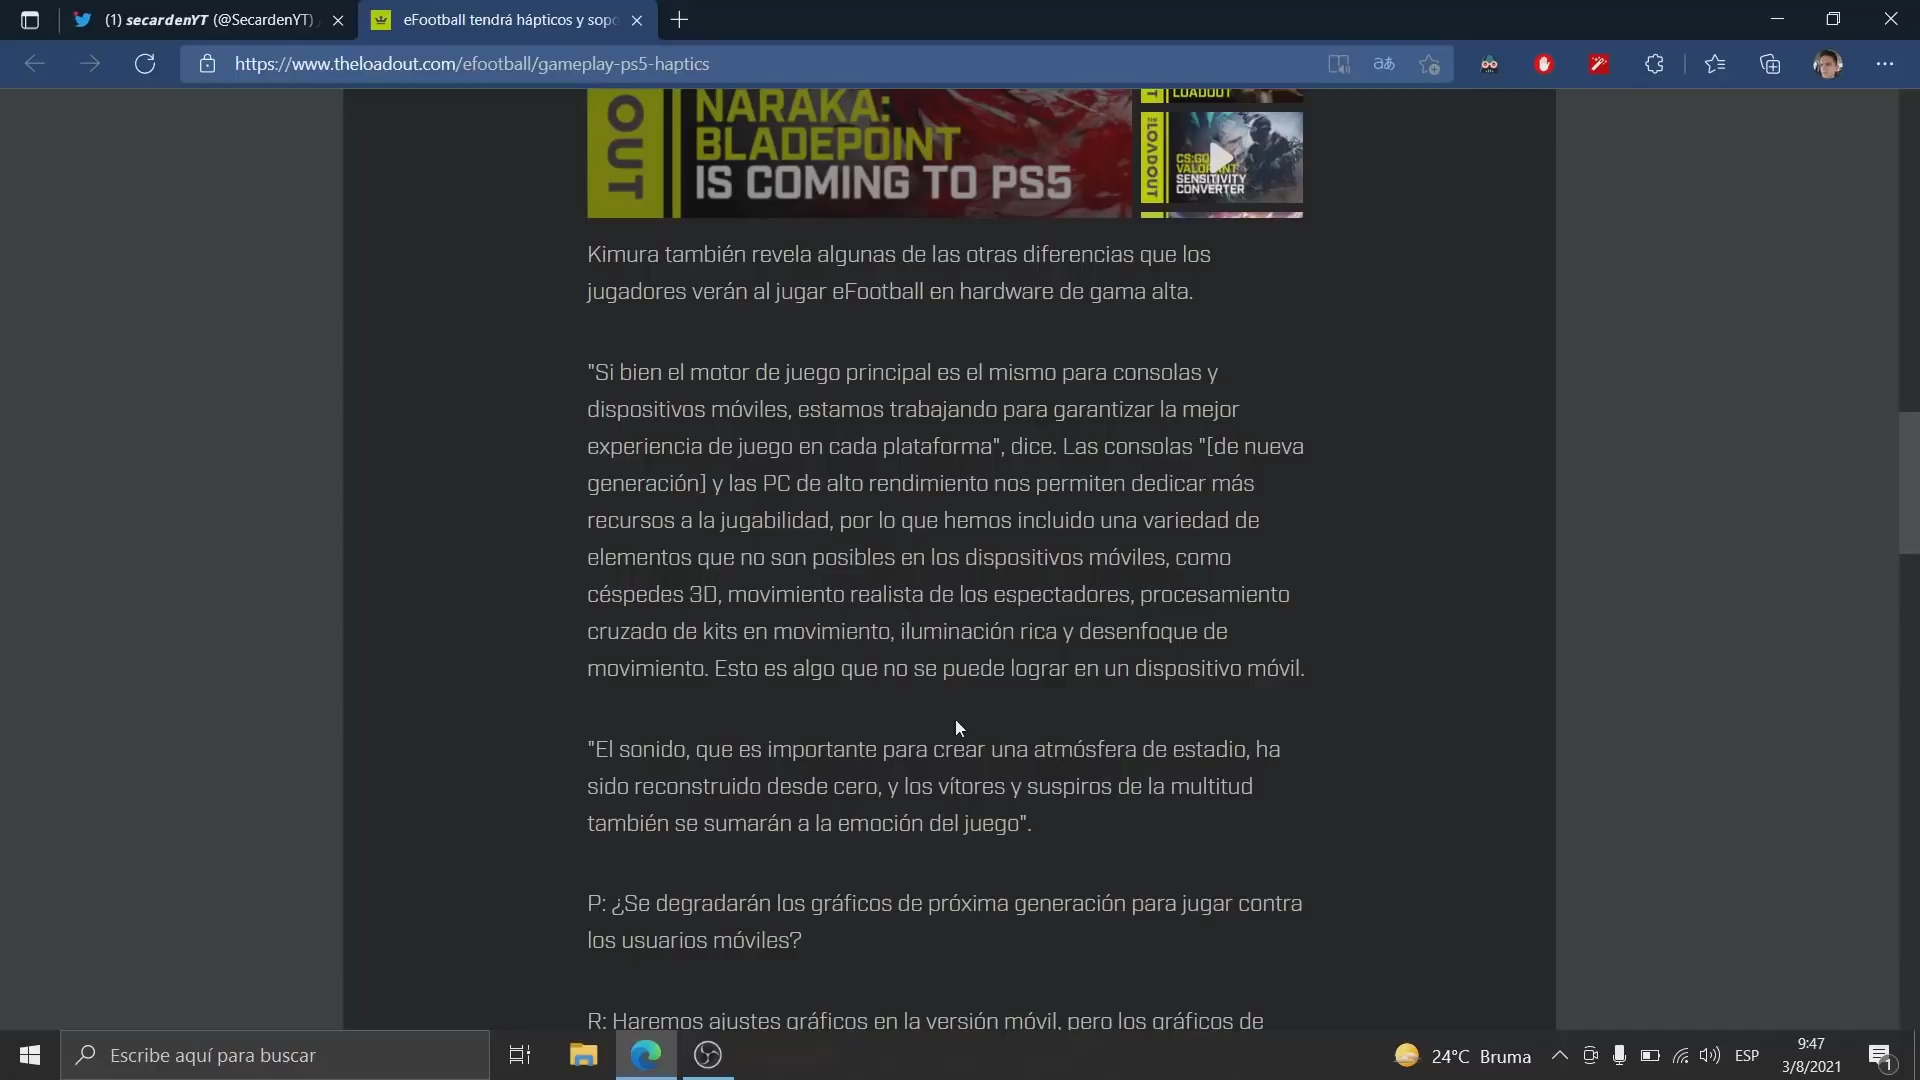 (1) secardenYT (@SecardenYT)
eFootball tendrá hápticos y sopo
https://www.theloadout.com/efootball/gameplay-ps5-haptics
OUT
NARAKA:
BLADEPOINT
IS COMING TO PS5
LOADOUT
THE LOADOUT
CS:GO
VALORANT
SENSITIVITY
CONVERTER
Kimura también revela algunas de las otras diferencias que los
jugadores verán al jugar eFootball en hardware de gama alta.
"Si bien el motor de juego principal es el mismo para consolas y
dispositivos móviles, estamos trabajando para garantizar la mejor
experiencia de juego en cada plataforma", dice. Las consolas "[de nueva
generación] y las PC de alto rendimiento nos permiten dedicar más
recursos a la jugabilidad, por lo que hemos incluido una variedad de
elementos que no son posibles en los dispositivos móviles, como
céspedes 3D, movimiento realista de los espectadores, procesamiento
cruzado de kits en movimiento, iluminación rica y desenfoque de
movimiento. Esto es algo que no se puede lograr en un dispositivo móvil.
"El sonido, que es importante para crear una atmósfera de estadio, ha
sido reconstruido desde cero, y los vítores y suspiros de la multitud
también se sumarán a la emoción del juego".
P: ¿Se degradarán los gráficos de próxima generación para jugar contra
los usuarios móviles?
R: Haremos ajustes gráficos en la versión móvil, pero los gráficos de
Escribe aquí para buscar
24°C Bruma
ESP
9:47
3/8/2021
1